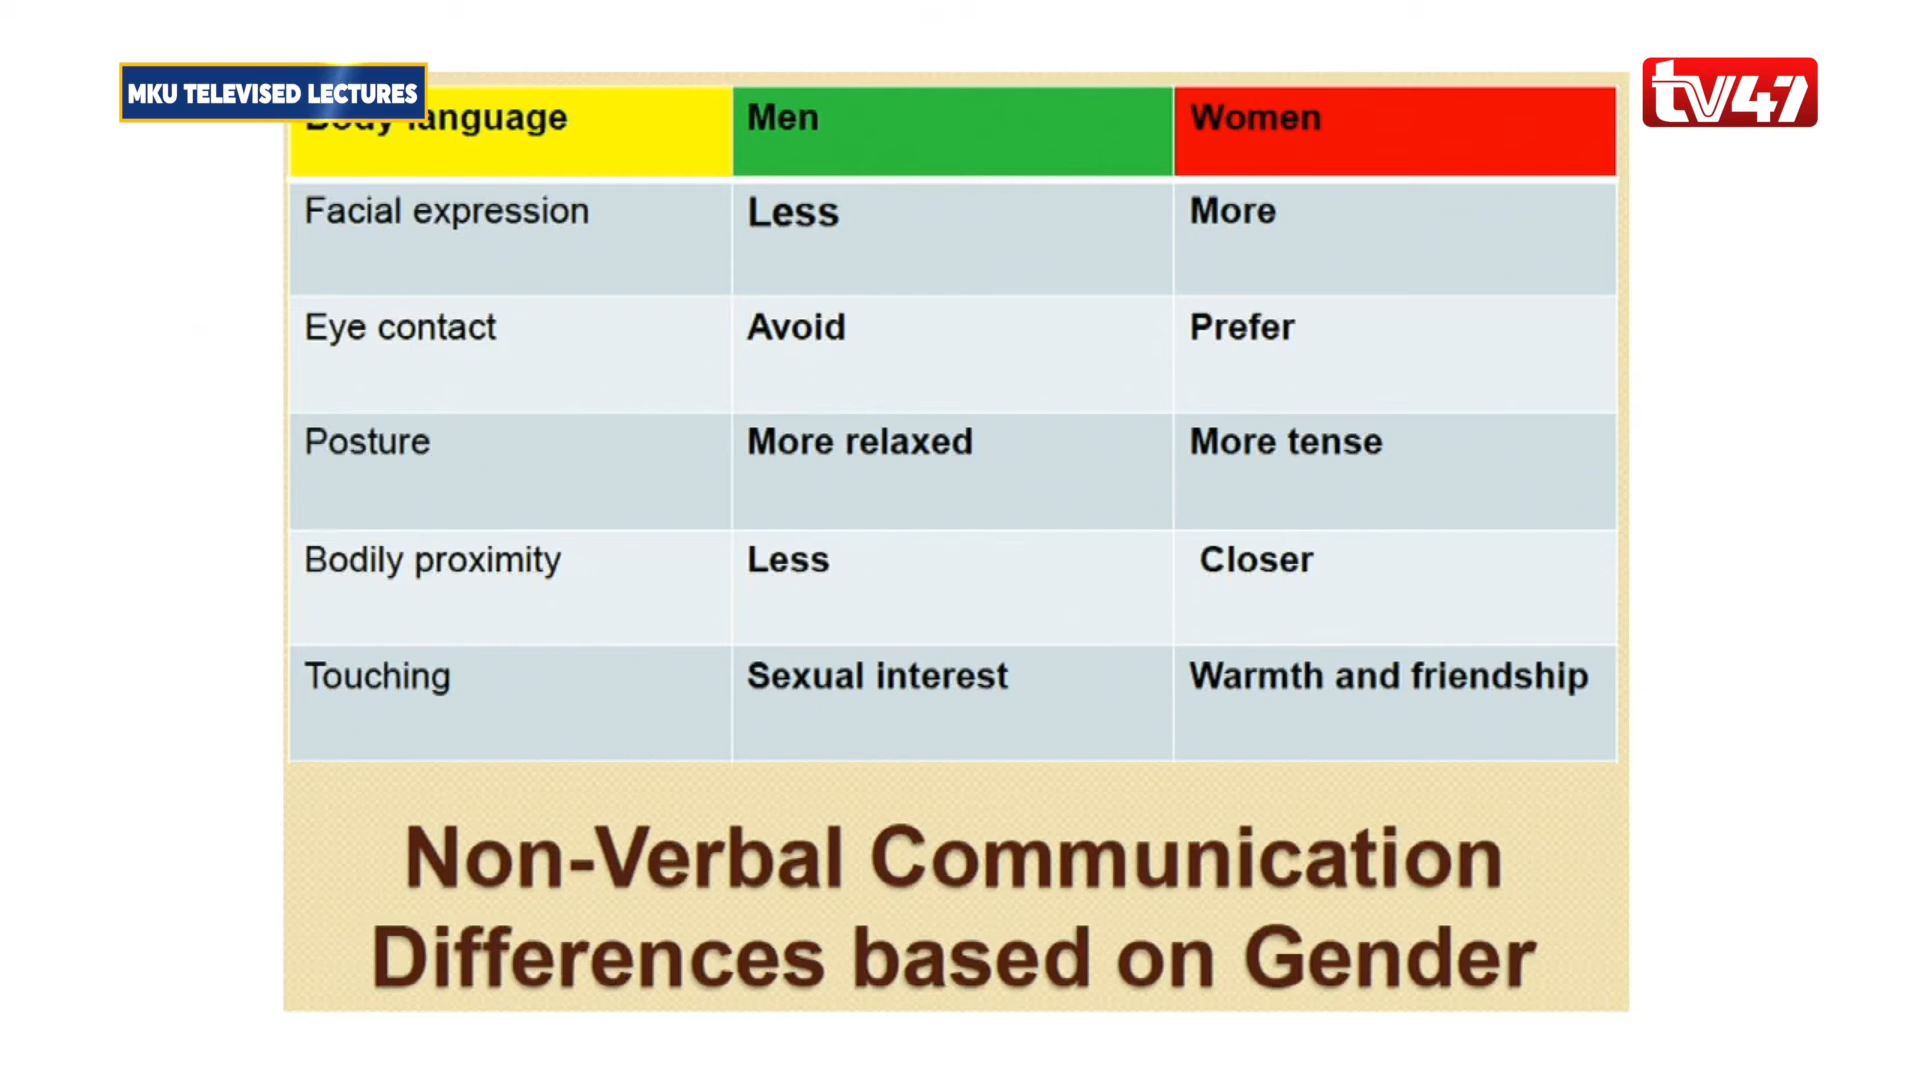 MKU TELEVISED LECTURES
tv47
Body language Men Women
Facial expression Less More
Eye contact Avoid Prefer
Posture More relaxed More tense
Bodily proximity Less Closer
Touching Sexual interest Warmth and friendship
Non-Verbal Communication
Differences based on Gender